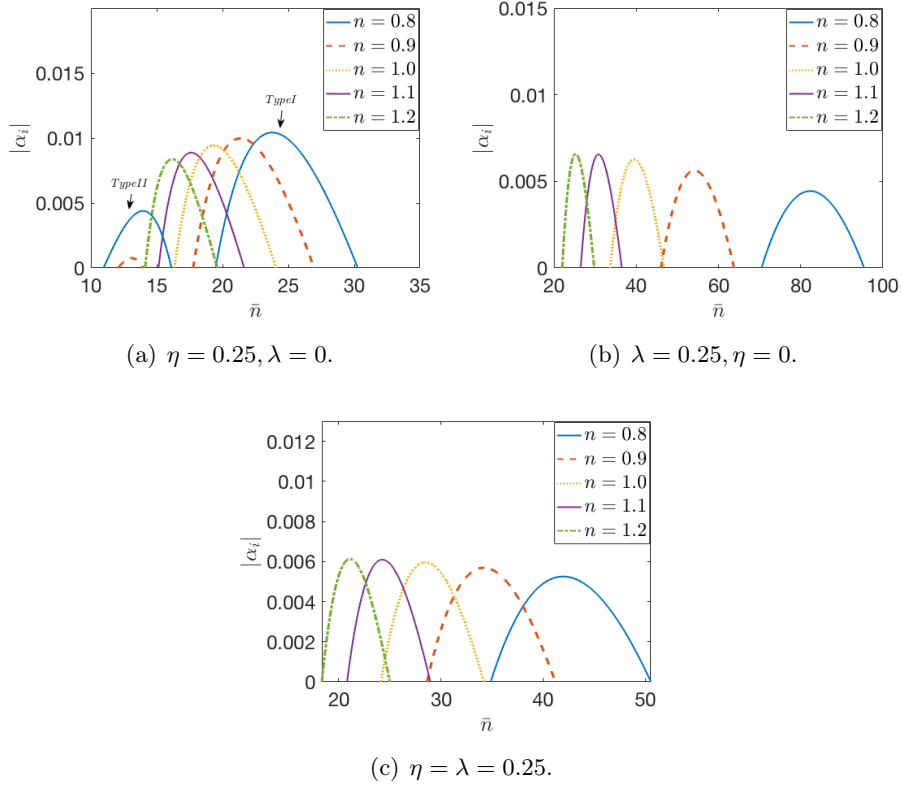 n = 0.8
n = 0.9
n = 1.0
n = 1.1
n = 1.2
TypeI
TypeII
0.015
0.01
0.005
0
|α_i|
10 15 20 25 30 35
n̄
(a) η = 0.25, λ = 0.
n = 0.8
n = 0.9
n = 1.0
n = 1.1
n = 1.2
0.015
0.01
0.005
0
|α_i|
20 40 60 80 100
n̄
(b) λ = 0.25, η = 0.
n = 0.8
n = 0.9
n = 1.0
n = 1.1
n = 1.2
0.012
0.01
0.008
0.006
0.004
0.002
0
|α_i|
20 30 40 50
n̄
(c) η = λ = 0.25.